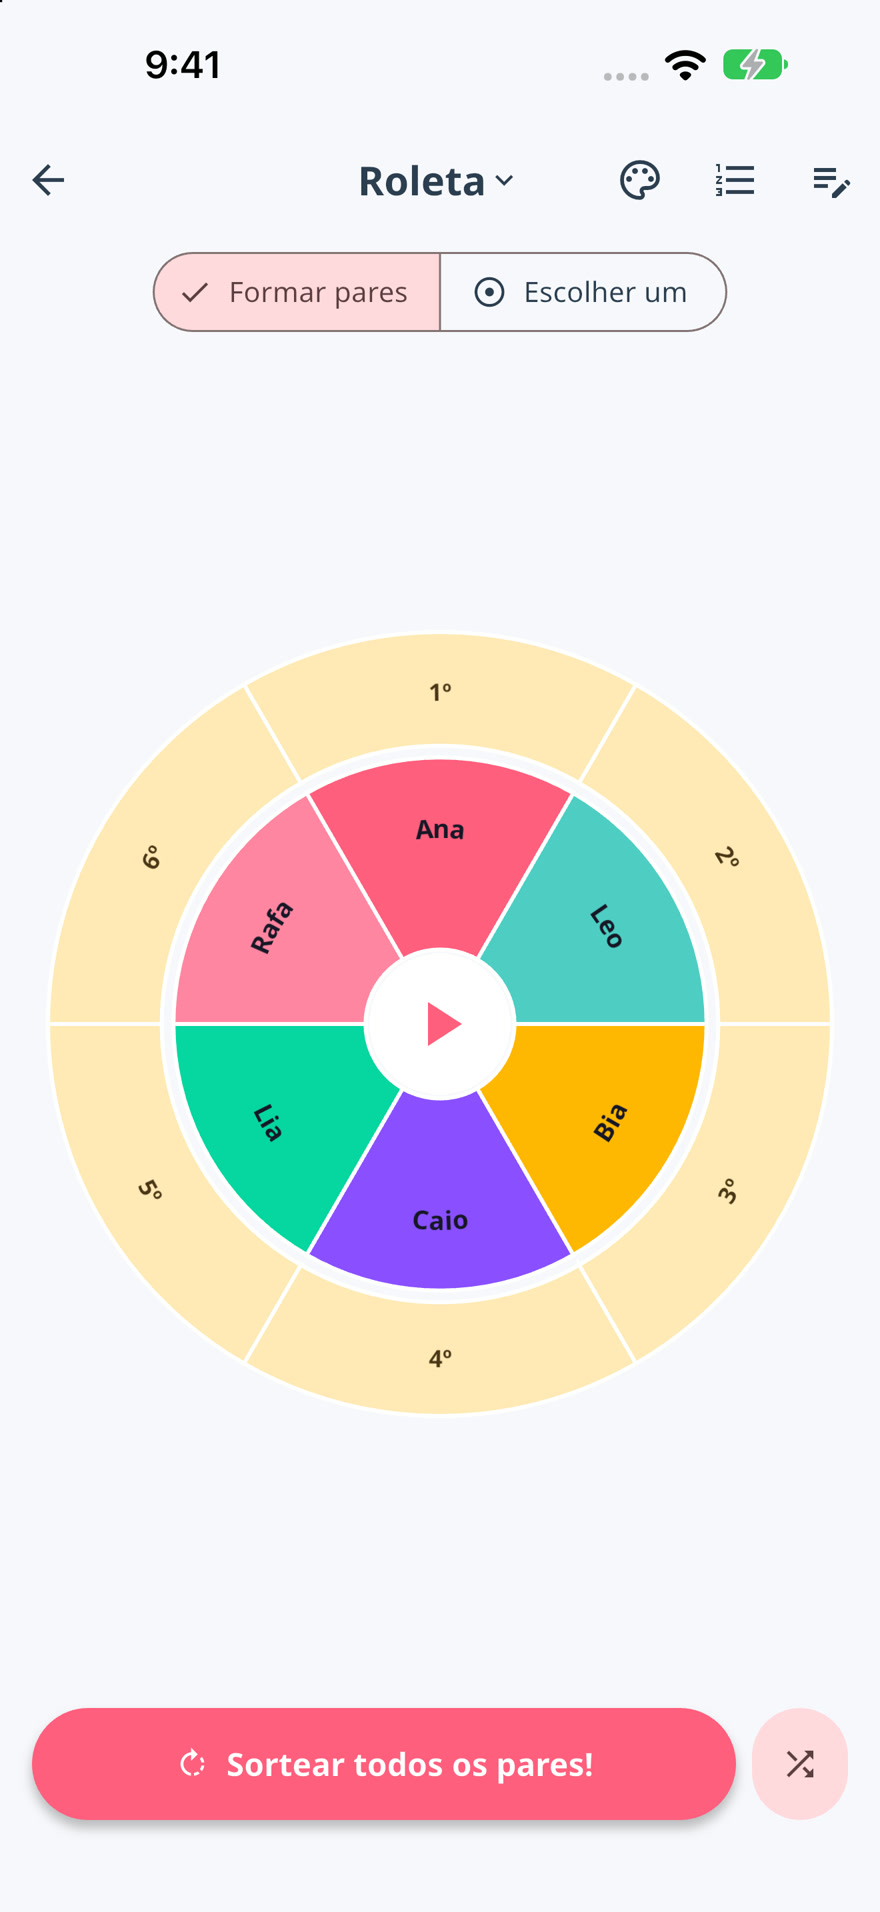 9:41
Roleta
Formar pares
Escolher um
1º
2º
3º
4º
5º
6º
Ana
Leo
Bia
Caio
Lia
Rafa
Sortear todos os pares!